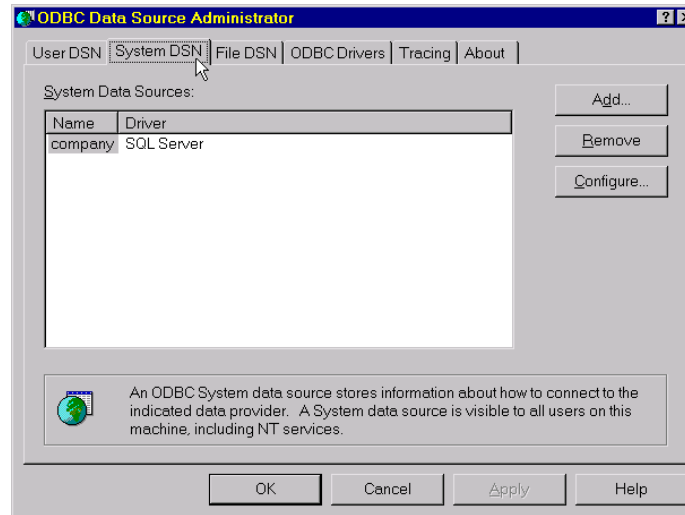 ODBC Data Source Administrator
User DSN System DSN File DSN ODBC Drivers Tracing About
System Data Sources:
Name Driver
company SQL Server
Add...
Remove
Configure...
An ODBC System data source stores information about how to connect to the
indicated data provider. A System data source is visible to all users on this
machine, including NT services.
OK Cancel Apply Help